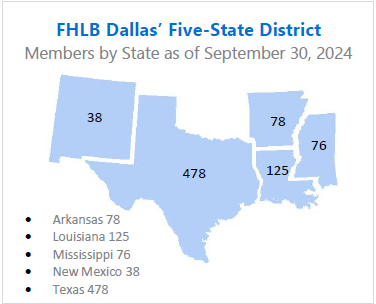 FHLB Dallas’ Five-State District
Members by State as of September 30, 2024
38
78
76
478
125
• Arkansas 78
• Louisiana 125
• Mississippi 76
• New Mexico 38
• Texas 478